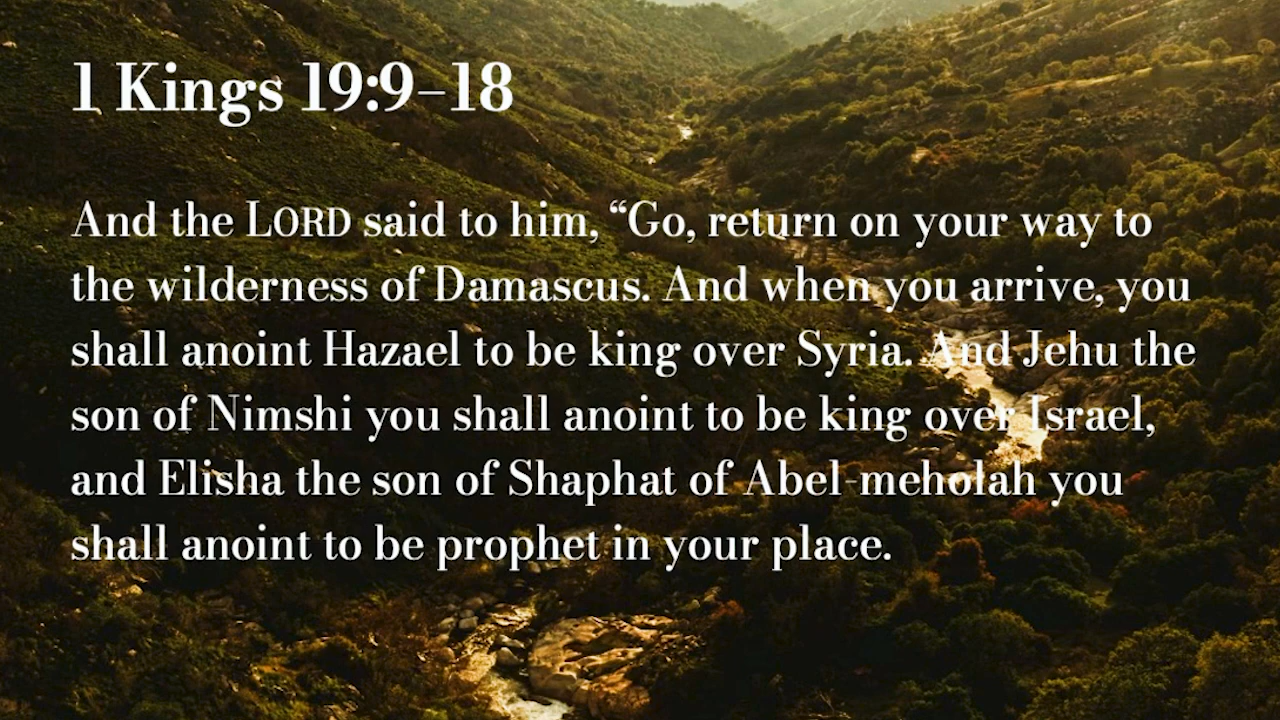 1 Kings 19:9–18
And the LORD said to him, “Go, return on your way to
the wilderness of Damascus. And when you arrive, you
shall anoint Hazael to be king over Syria. And Jehu the
son of Nimshi you shall anoint to be king over Israel,
and Elisha the son of Shaphat of Abel-meholah you
shall anoint to be prophet in your place.